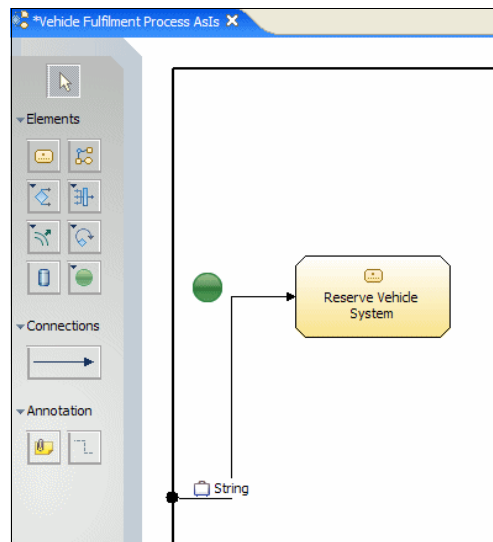 *Vehicle Fulfilment Process AsIs
Elements
Connections
Annotation
Reserve Vehicle
System
String